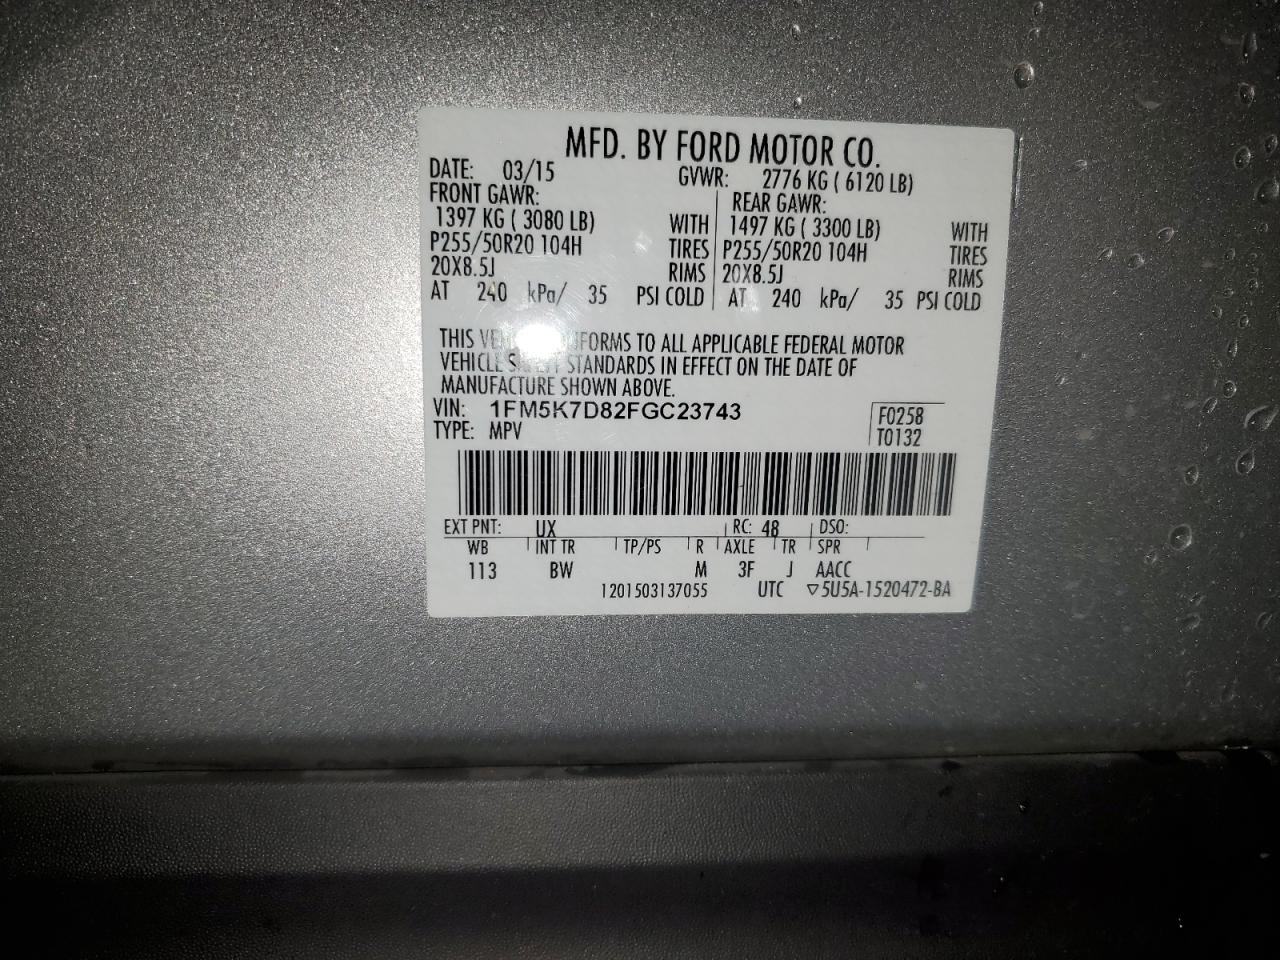 MFD. BY FORD MOTOR CO.
DATE: 03/15 GVWR: 2776 KG ( 6120 LB)
FRONT GAWR: REAR GAWR:
1397 KG ( 3080 LB) WITH 1497 KG ( 3300 LB) WITH
P255/50R20 104H TIRES P255/50R20 104H TIRES
20X8.5J RIMS 20X8.5J RIMS
AT 240 kPa/ 35 PSI COLD AT 240 kPa/ 35 PSI COLD
THIS TO ALL APPLICABLE FEDERAL MOTOR
VEHICLE STANDARDS IN EFFECT ON THE DATE OF
MANUFACTURE SHOWN ABOVE.
VIN: 1FM5K7D82FGC23743 F0258
TYPE: MPV T0132
EXT PNT: UX RC: 48 DSO:
WB INT TR TP/PS R AXLE TR SPR
113 BW M 3F J AACC
1201503137055 UTC ▽5U5A-1520472-BA